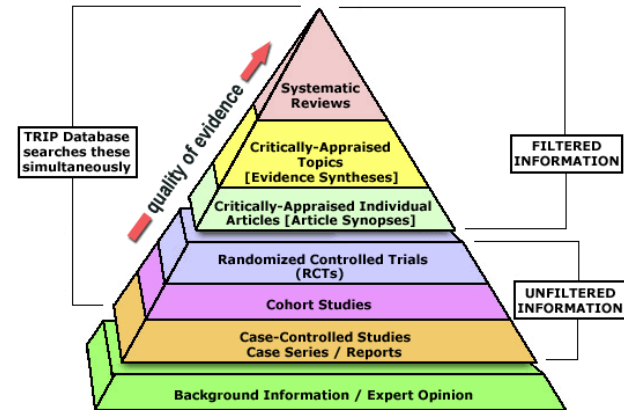 Systematic
Reviews
quality of evidence
TRIP Database
searches these
simultaneously
FILTERED
INFORMATION
Critically-Appraised
Topics
[Evidence Syntheses]
Critically-Appraised Individual
Articles [Article Synopses]
Randomized Controlled Trials
(RCTs)
UNFILTERED
INFORMATION
Cohort Studies
Case-Controlled Studies
Case Series / Reports
Background Information / Expert Opinion